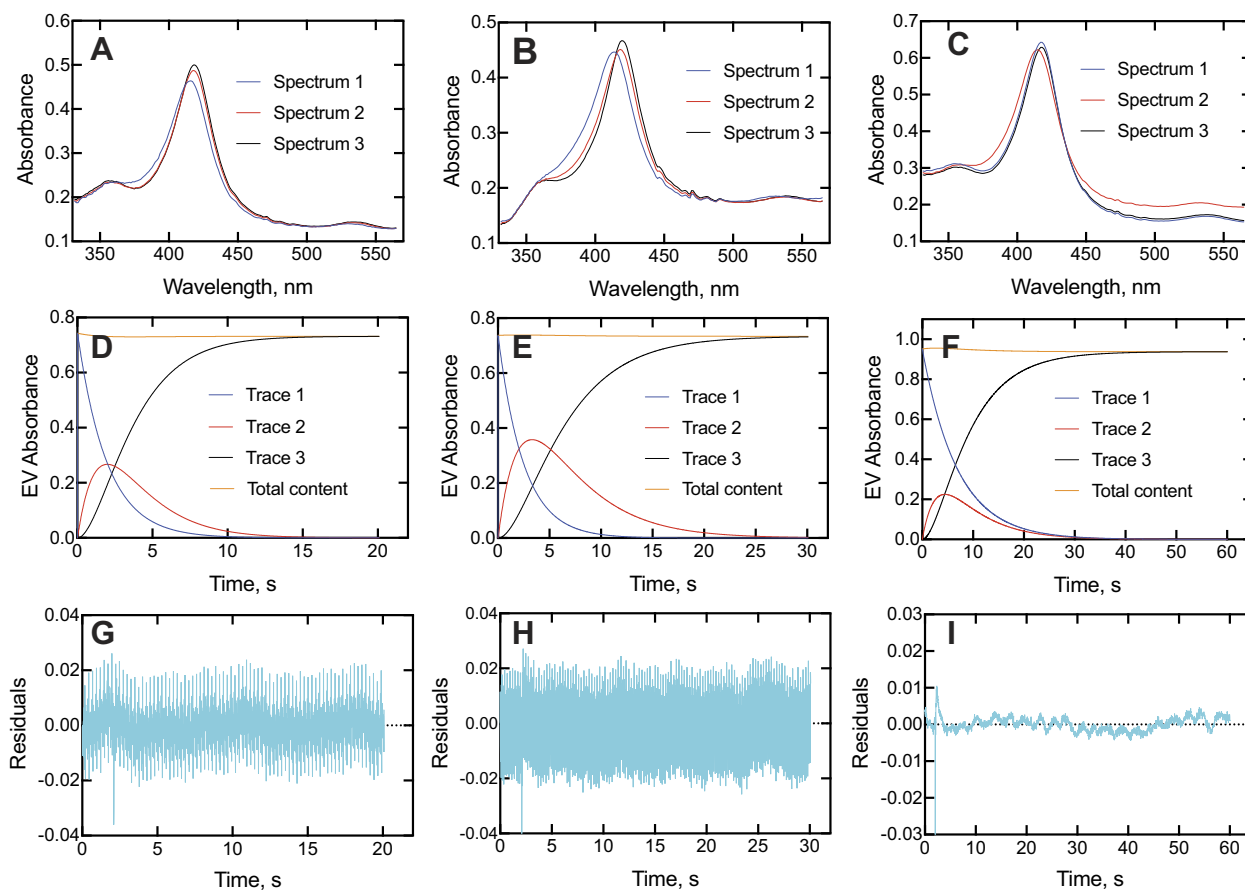 A
0.6
0.5
0.4
0.3
0.2
0.1
Absorbance
Spectrum 1
Spectrum 2
Spectrum 3
350 400 450 500 550
Wavelength, nm
B
0.5
0.4
0.3
0.2
0.1
Absorbance
Spectrum 1
Spectrum 2
Spectrum 3
350 400 450 500 550
Wavelength, nm
C
0.7
0.6
0.5
0.4
0.3
0.2
0.1
Absorbance
Spectrum 1
Spectrum 2
Spectrum 3
350 400 450 500 550
Wavelength, nm
D
0.8
0.6
0.4
0.2
0.0
EV Absorbance
Trace 1
Trace 2
Trace 3
Total content
0 5 10 15 20
Time, s
E
0.8
0.6
0.4
0.2
0.0
EV Absorbance
Trace 1
Trace 2
Trace 3
Total content
0 5 10 15 20 25 30
Time, s
F
1.0
0.8
0.6
0.4
0.2
0.0
EV Absorbance
Trace 1
Trace 2
Trace 3
Total content
0 10 20 30 40 50 60
Time, s
G
0.04
0.02
0.00
-0.02
-0.04
Residuals
0 5 10 15 20
Time, s
H
0.04
0.02
0.00
-0.02
-0.04
Residuals
0 5 10 15 20 25 30
Time, s
I
0.03
0.02
0.01
0.00
-0.01
-0.02
-0.03
Residuals
0 10 20 30 40 50 60
Time, s